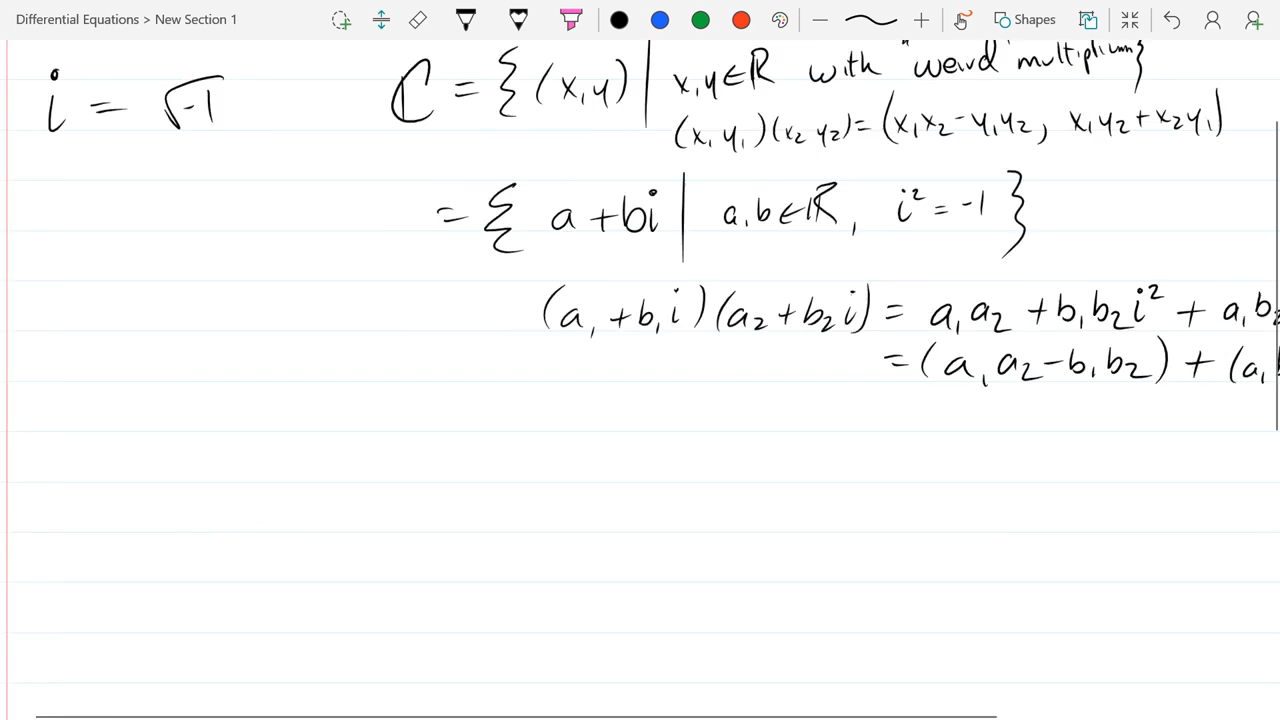 Differential Equations > New Section 1
Shapes
i = √-1
ℂ = {(x,y) | x,y∈ℝ with "weird" multiplication}
(x₁ y₁)(x₂ y₂) = (x₁x₂ - y₁y₂, x₁y₂ + x₂y₁)
= { a + bi | a,b∈ℝ, i² = -1 }
(a₁ + b₁i)(a₂ + b₂i) = a₁a₂ + b₁b₂i² + a₁b₂
= (a₁a₂ - b₁b₂) + (a₁